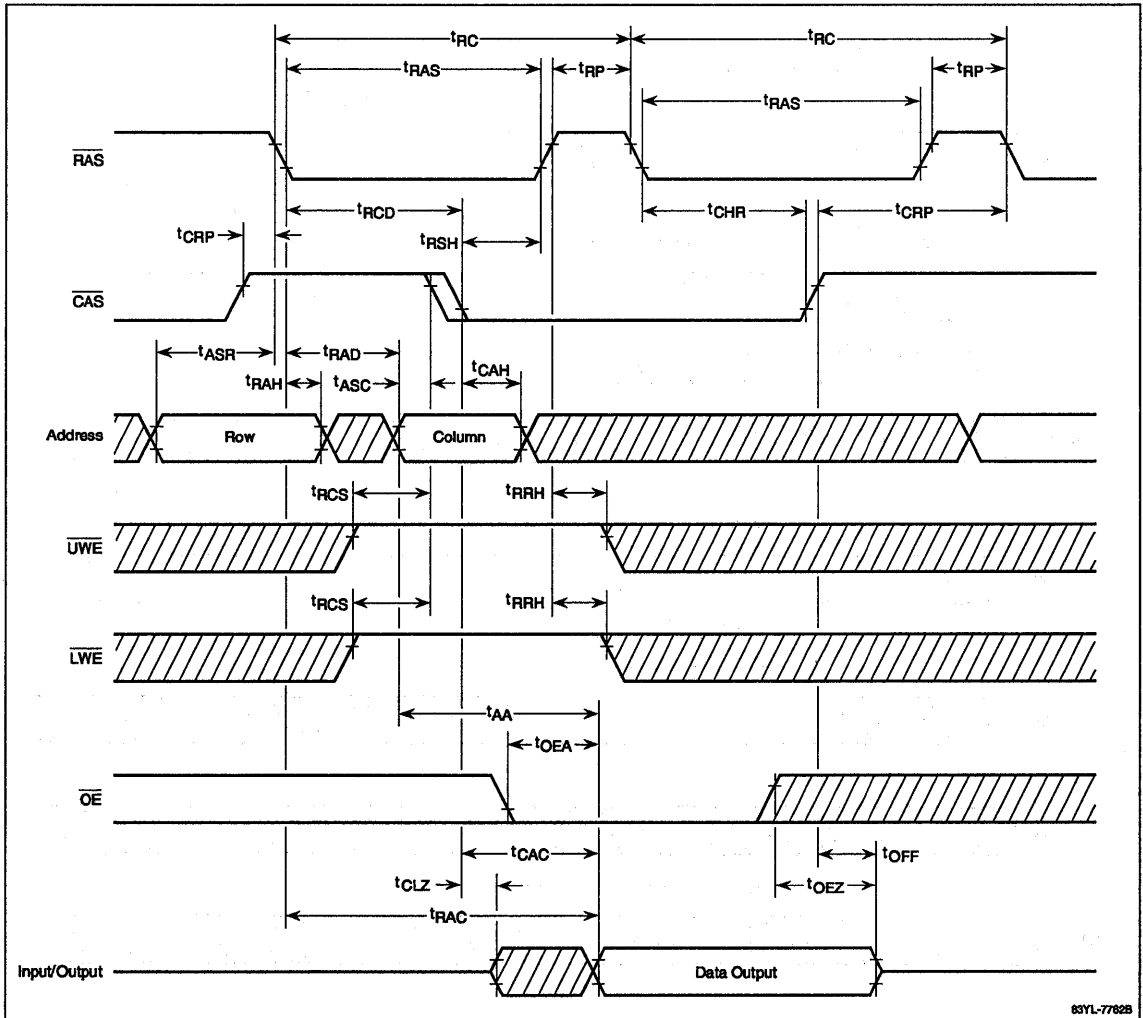 tRC tRC
tRAS tRP tRP
tRAS
RAS
tRCD tCHR tCRP
tCRP tRSH
CAS
tASR tRAD tCAH
tRAH tASC
Address Row Column
tRCS tRRH
UWE
tRCS tRRH
LWE
tAA
tOEA
OE
tCAC tOFF
tCLZ tOEZ
tRAC
Input/Output Data Output
83YL-7762B